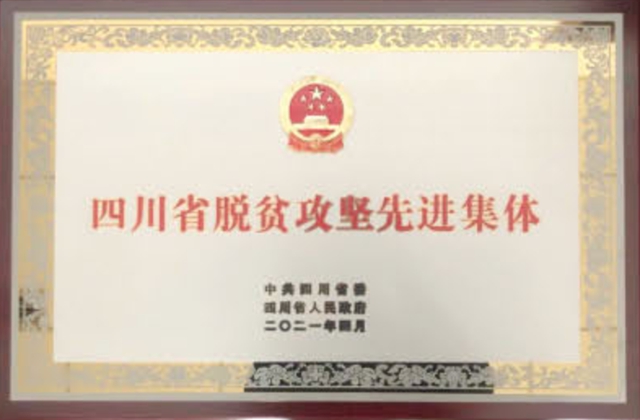 四川省脱贫攻坚先进集体
中共四川省委
四川省人民政府
二〇二一年四月